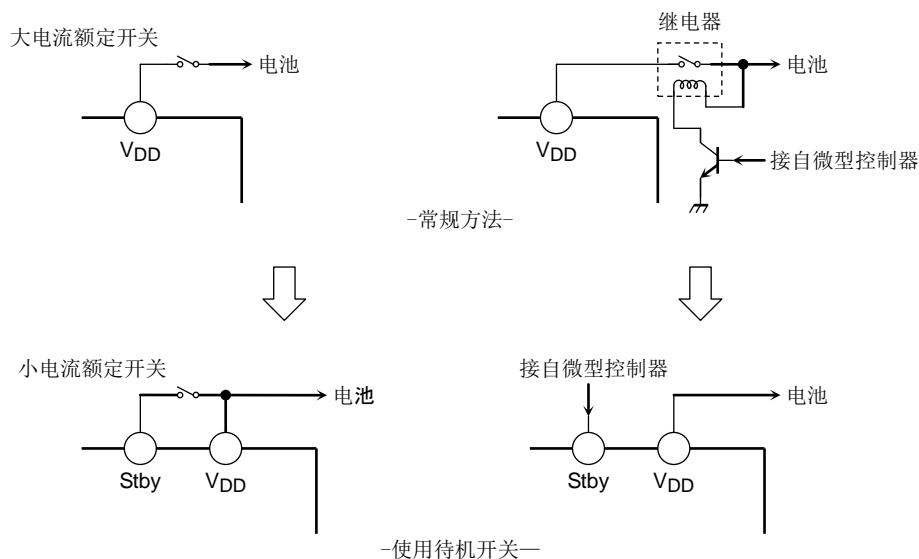 大电流额定开关
电池
VDD
继电器
电池
VDD
接自微型控制器
-常规方法-
小电流额定开关
电池
Stby
VDD
接自微型控制器
电池
Stby
VDD
-使用待机开关—